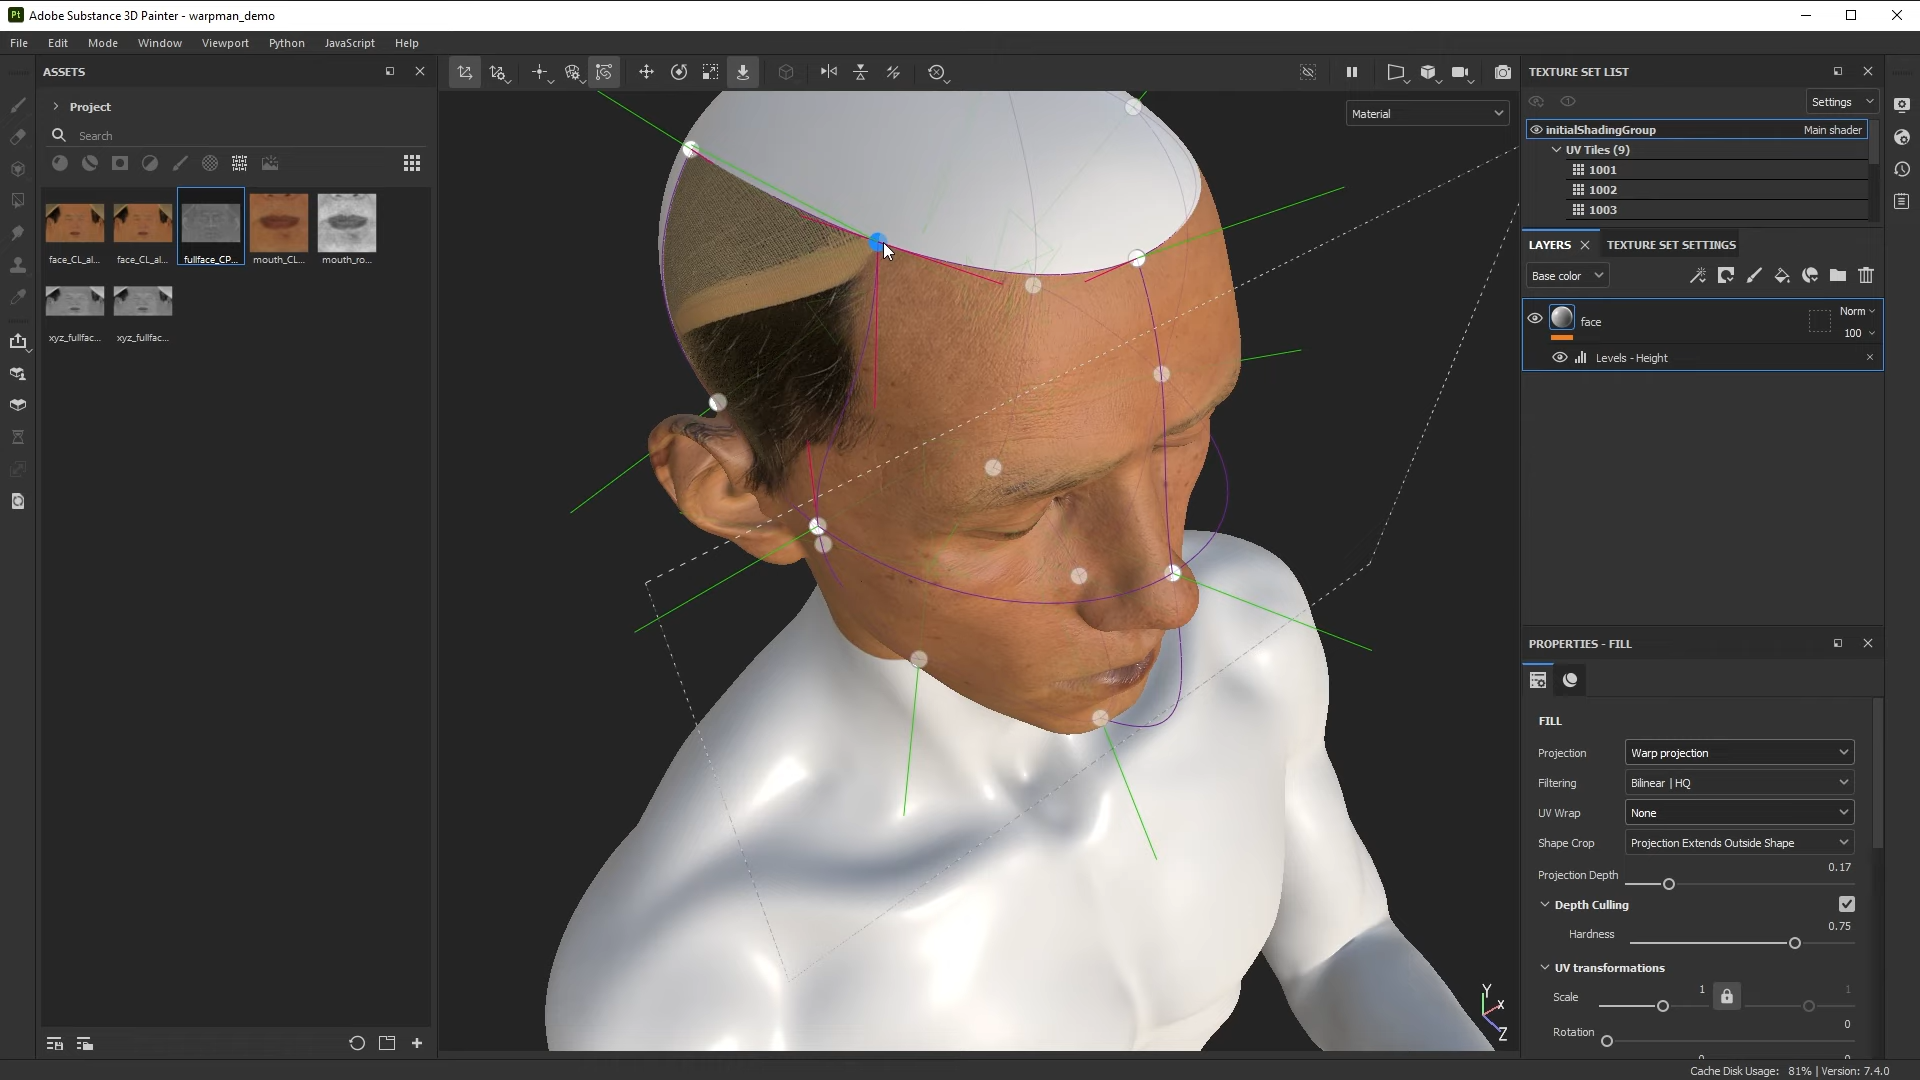 Pt Adobe Substance 3D Painter - warpman_demo
File Edit Mode Window Viewport Python JavaScript Help
ASSETS
Project
Search
face_CL_al...
face_CL_al...
fullface_CP...
mouth_CL...
mouth_ro...
xyz_fullfac...
xyz_fullfac...
Material
Y
X
Z
TEXTURE SET LIST
Settings
initialShadingGroup Main shader
UV Tiles (9)
1001
1002
1003
LAYERS TEXTURE SET SETTINGS
Base color
face
Norm
100
Levels - Height
PROPERTIES - FILL
FILL
Projection Warp projection
Filtering Bilinear | HQ
UV Wrap None
Shape Crop Projection Extends Outside Shape
Projection Depth 0.17
Depth Culling
Hardness 0.75
UV transformations
Scale 1 1
Rotation 0
Cache Disk Usage: 81% | Version: 7.4.0